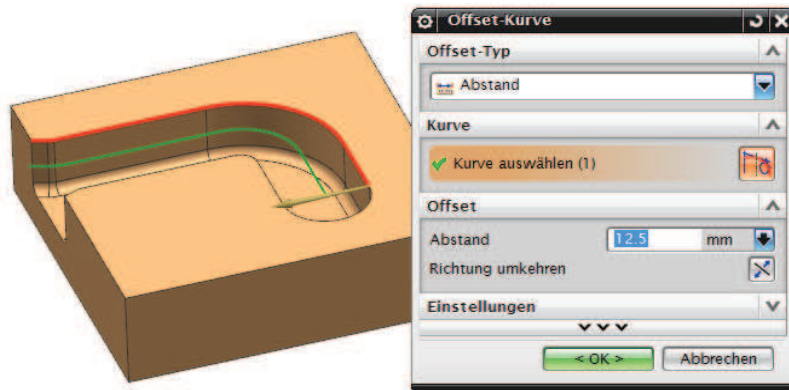 Offset-Kurve
Offset-Typ
Abstand
Kurve
Kurve auswählen (1)
Offset
Abstand 12.5 mm
Richtung umkehren
Einstellungen
< OK > Abbrechen